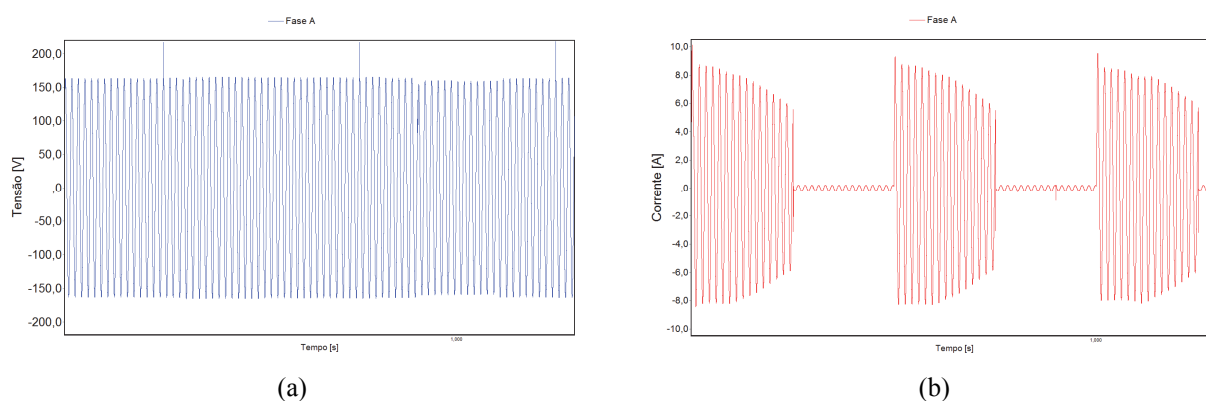 Fase A
200,0
150,0
100,0
50,0
,0
-50,0
-100,0
-150,0
-200,0
Tensão [V]
1,000
Tempo [s]
(a)
Fase A
10,0
8,0
6,0
4,0
2,0
,0
-2,0
-4,0
-6,0
-8,0
-10,0
Corrente [A]
1,000
Tempo [s]
(b)